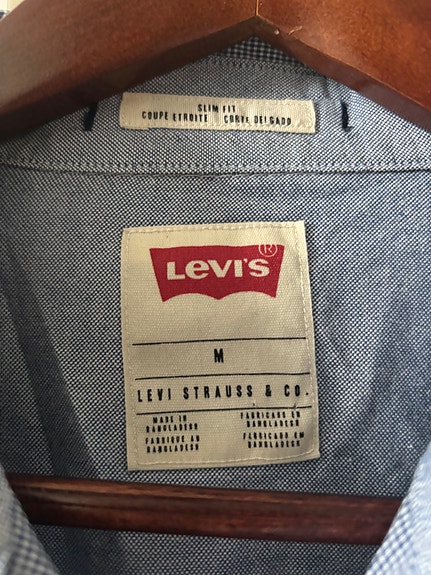 SLIM FIT
COUPE ETROITE CORTE DELGADO
LEVI'S®
M
LEVI STRAUSS & CO.
MADE IN
BANGLADESH
FABRIQUE AU
BANGLADESH
FABRICADO EN
BANGLADESH
FABRICADO EM
BANGLADESH